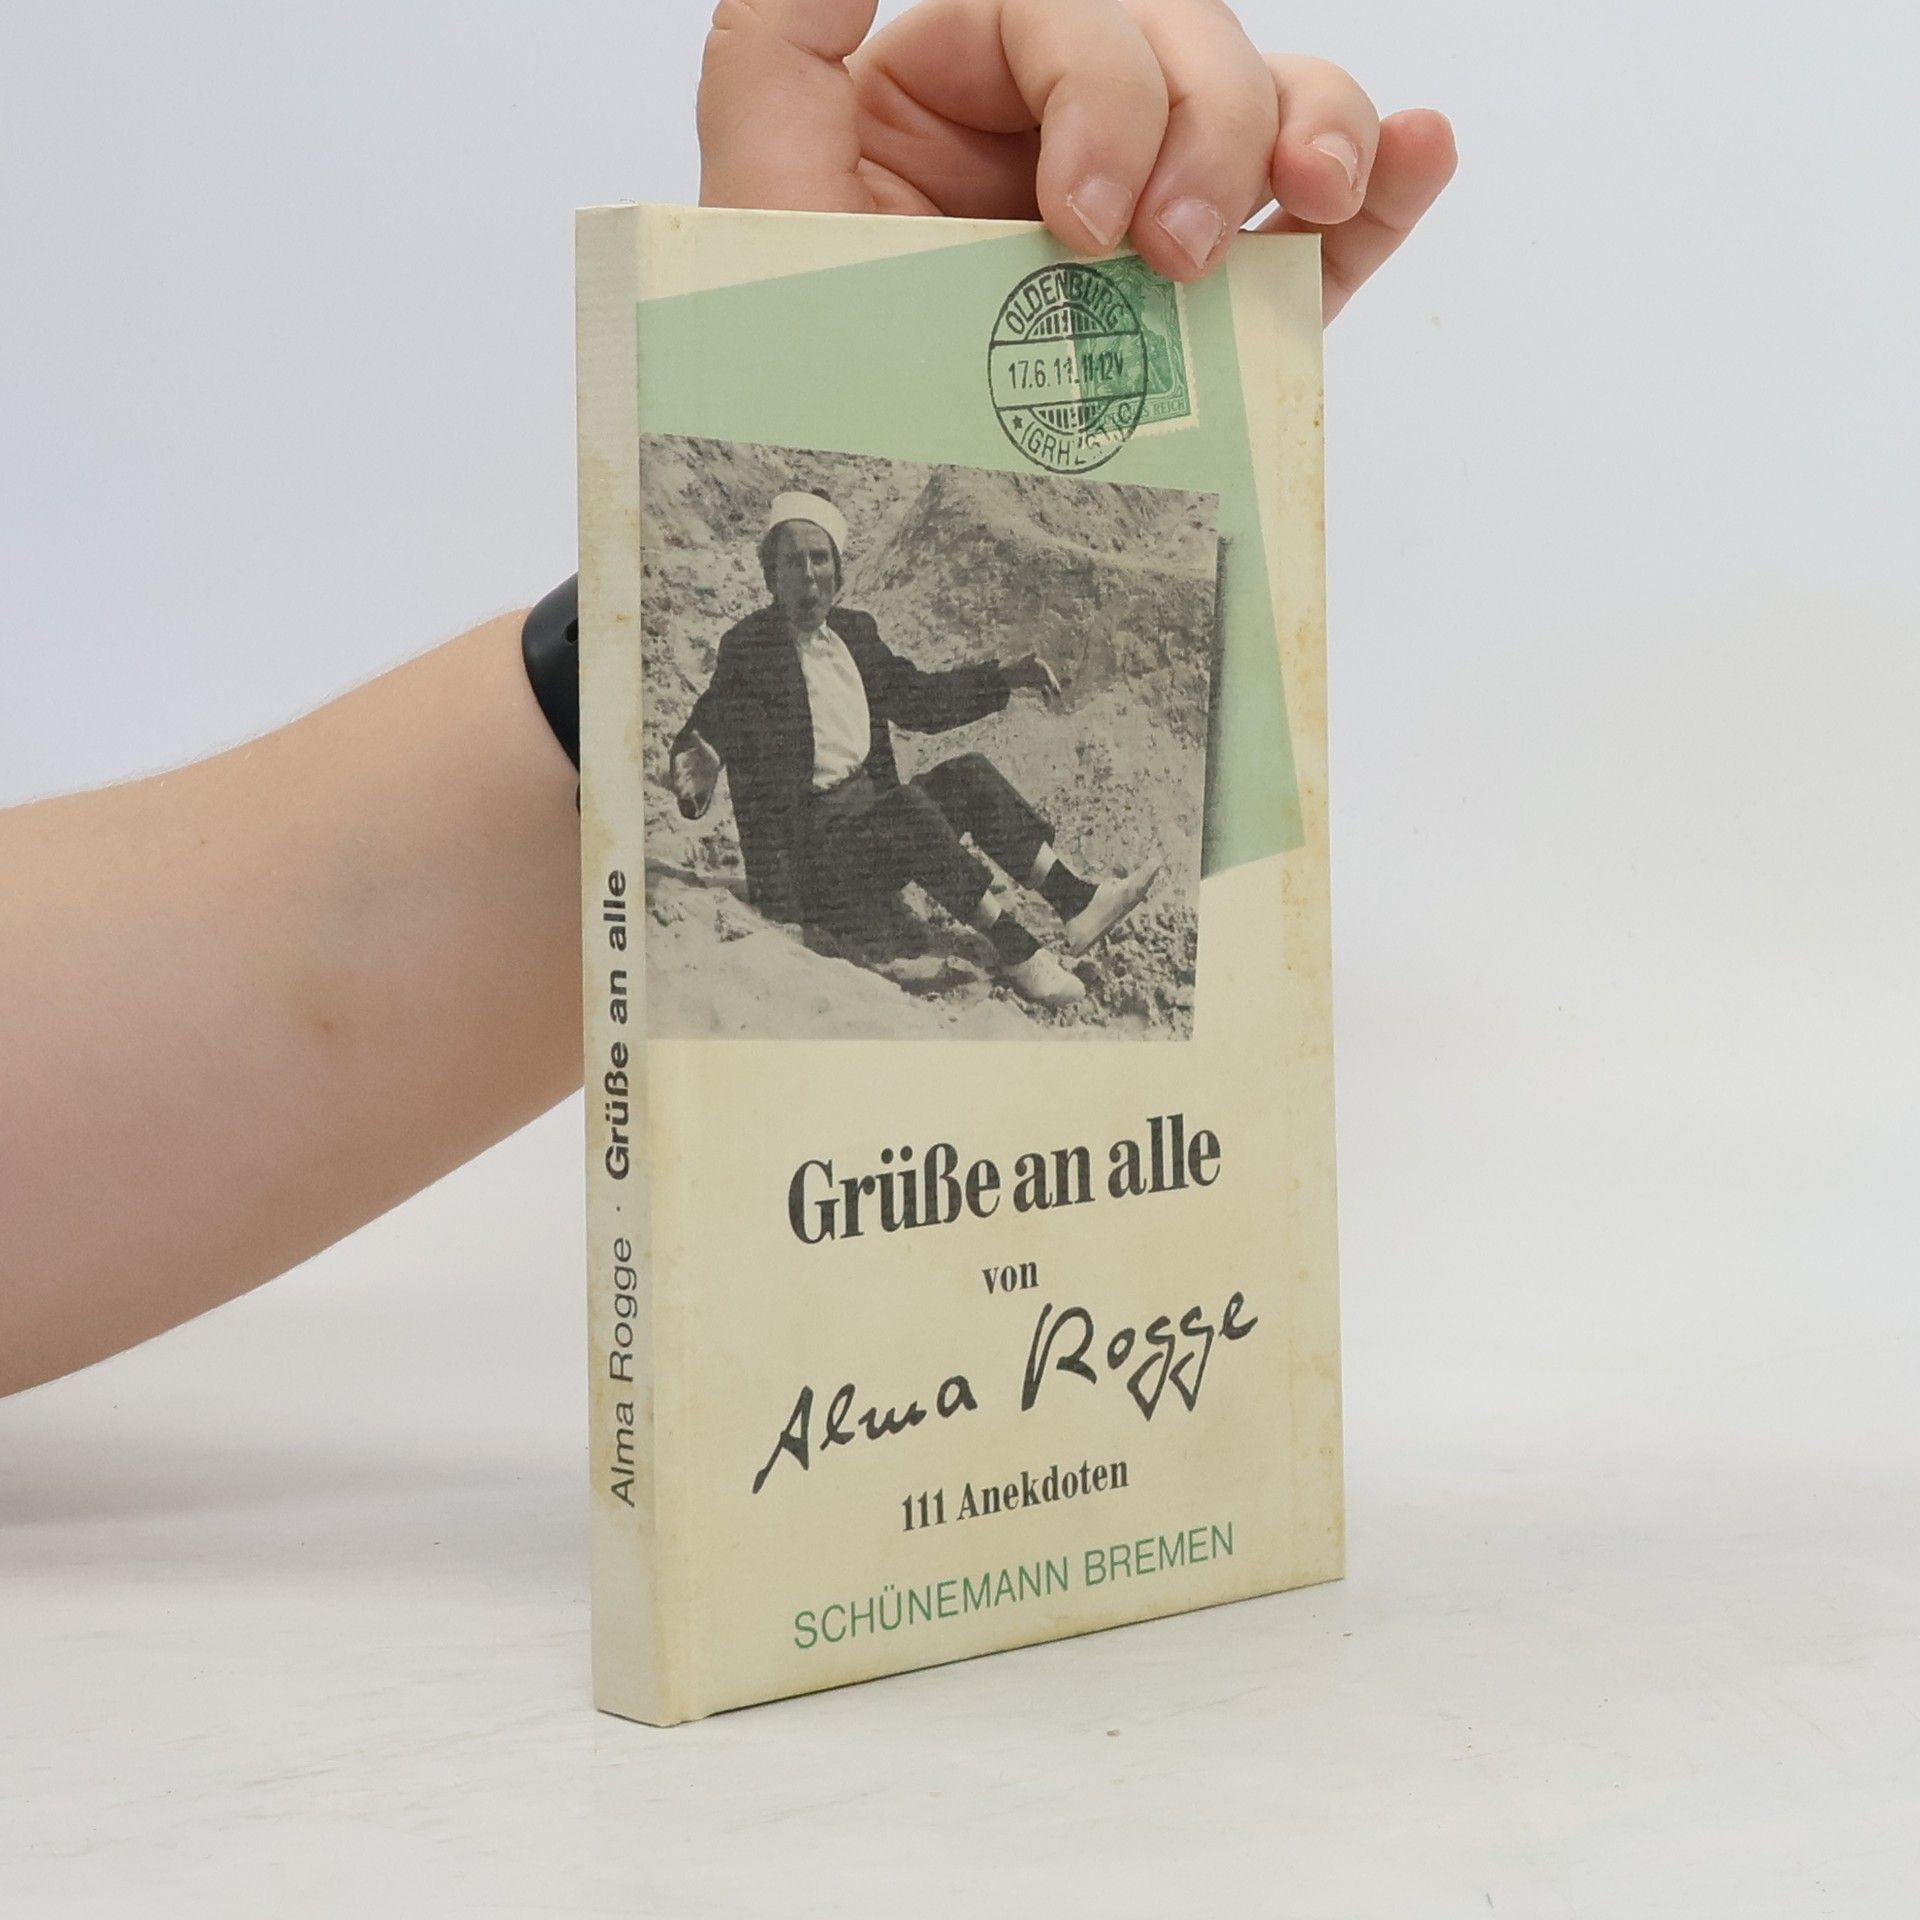 OLDENBURG
17.6.11.11-12V
REICH
Grüße an alle
von
Alma Rogge
111 Anekdoten
SCHÜNEMANN BREMEN
Alma Rogge · Grüße an alle